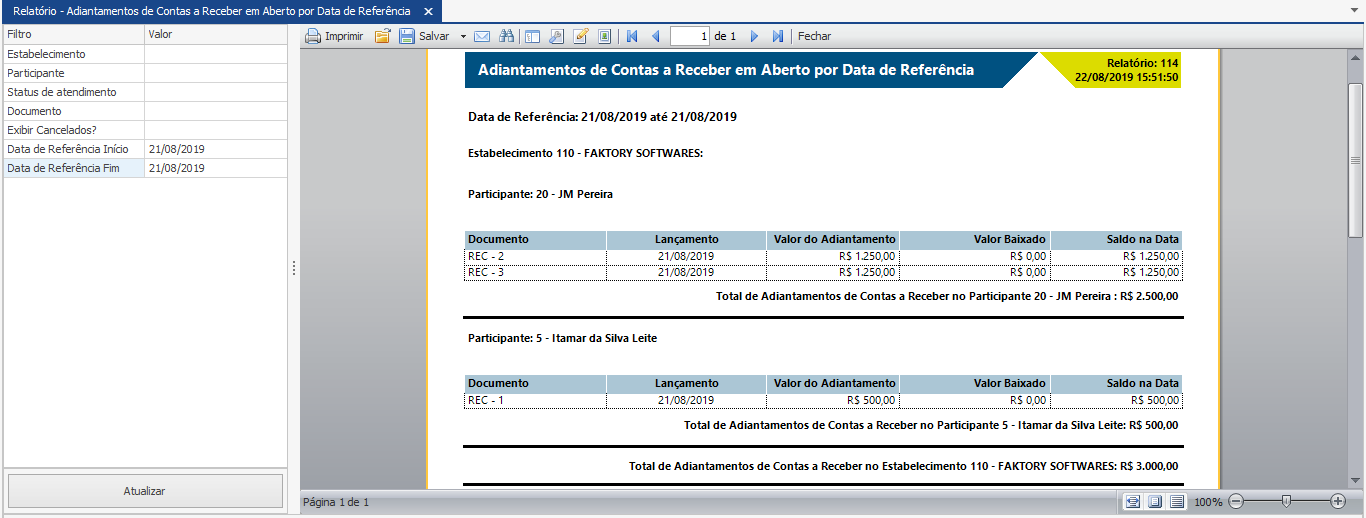 Relatório - Adiantamentos de Contas a Receber em Aberto por Data de Referência
Filtro Valor
Estabelecimento
Participante
Status de atendimento
Documento
Exibir Cancelados?
Data de Referência Início 21/08/2019
Data de Referência Fim 21/08/2019
Atualizar
Imprimir Salvar 1 de 1 Fechar
Adiantamentos de Contas a Receber em Aberto por Data de Referência
Relatório: 114
22/08/2019 15:51:50
Data de Referência: 21/08/2019 até 21/08/2019
Estabelecimento 110 - FAKTORY SOFTWARES:
Participante: 20 - JM Pereira
Documento Lançamento Valor do Adiantamento Valor Baixado Saldo na Data
REC - 2 21/08/2019 R$ 1.250,00 R$ 0,00 R$ 1.250,00
REC - 3 21/08/2019 R$ 1.250,00 R$ 0,00 R$ 1.250,00
Total de Adiantamentos de Contas a Receber no Participante 20 - JM Pereira : R$ 2.500,00
Participante: 5 - Itamar da Silva Leite
Documento Lançamento Valor do Adiantamento Valor Baixado Saldo na Data
REC - 1 21/08/2019 R$ 500,00 R$ 0,00 R$ 500,00
Total de Adiantamentos de Contas a Receber no Participante 5 - Itamar da Silva Leite: R$ 500,00
Total de Adiantamentos de Contas a Receber no Estabelecimento 110 - FAKTORY SOFTWARES: R$ 3.000,00
Página 1 de 1 100%